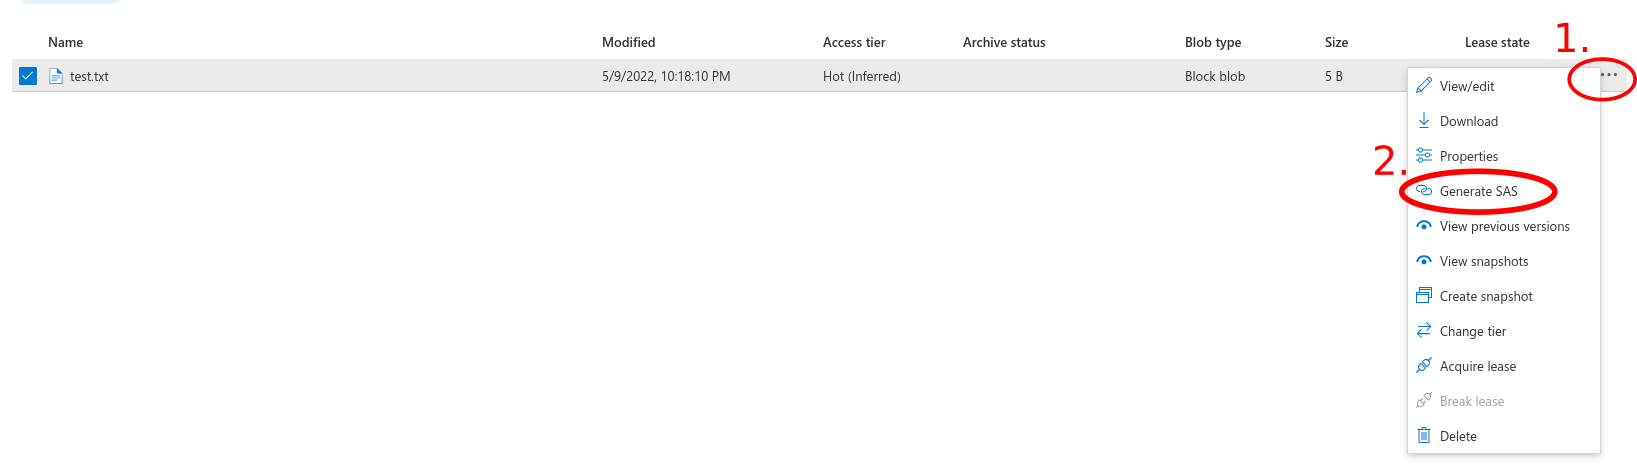 1.
Name Modified Access tier Archive status Blob type Size Lease state
test.txt 5/9/2022, 10:18:10 PM Hot (Inferred) Block blob 5 B
View/edit
Download
Properties
2.
Generate SAS
View previous versions
View snapshots
Create snapshot
Change tier
Acquire lease
Break lease
Delete